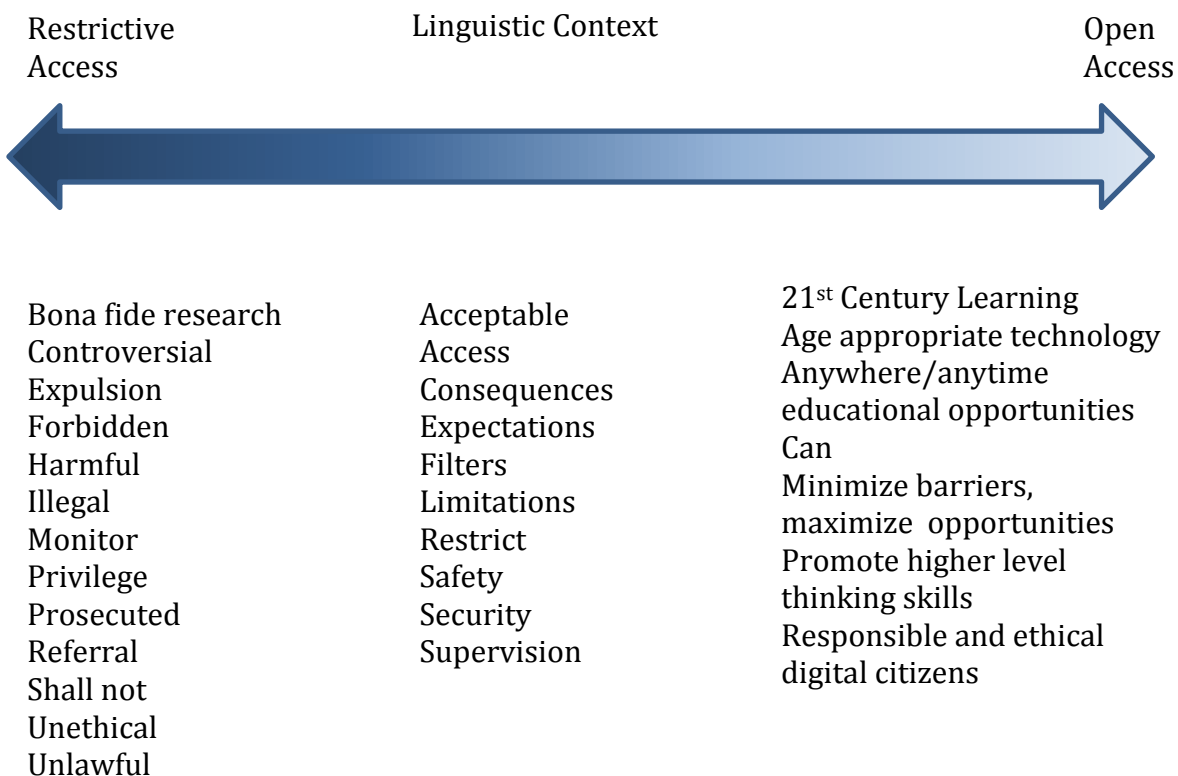 Restrictive
Access
Linguistic Context
Open
Access
Bona fide research
Controversial
Expulsion
Forbidden
Harmful
Illegal
Monitor
Privilege
Prosecuted
Referral
Shall not
Unethical
Unlawful
Acceptable
Access
Consequences
Expectations
Filters
Limitations
Restrict
Safety
Security
Supervision
21st Century Learning
Age appropriate technology
Anywhere/anytime
educational opportunities
Can
Minimize barriers,
maximize  opportunities
Promote higher level
thinking skills
Responsible and ethical
digital citizens